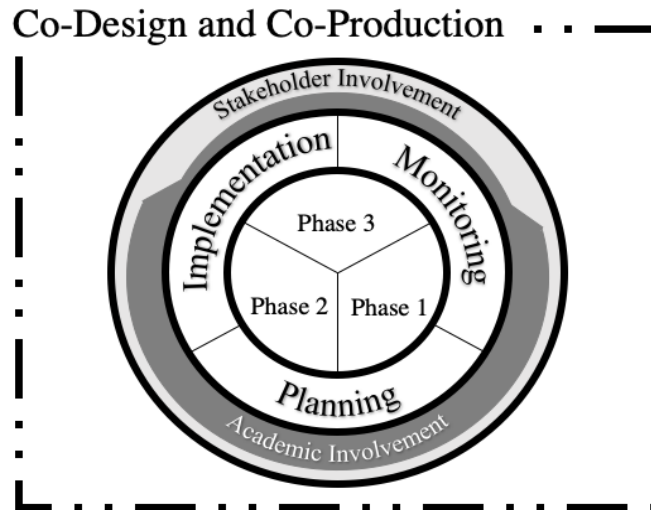 Co-Design and Co-Production
Stakeholder Involvement
Implementation
Monitoring
Phase 3
Phase 2
Phase 1
Planning
Academic Involvement